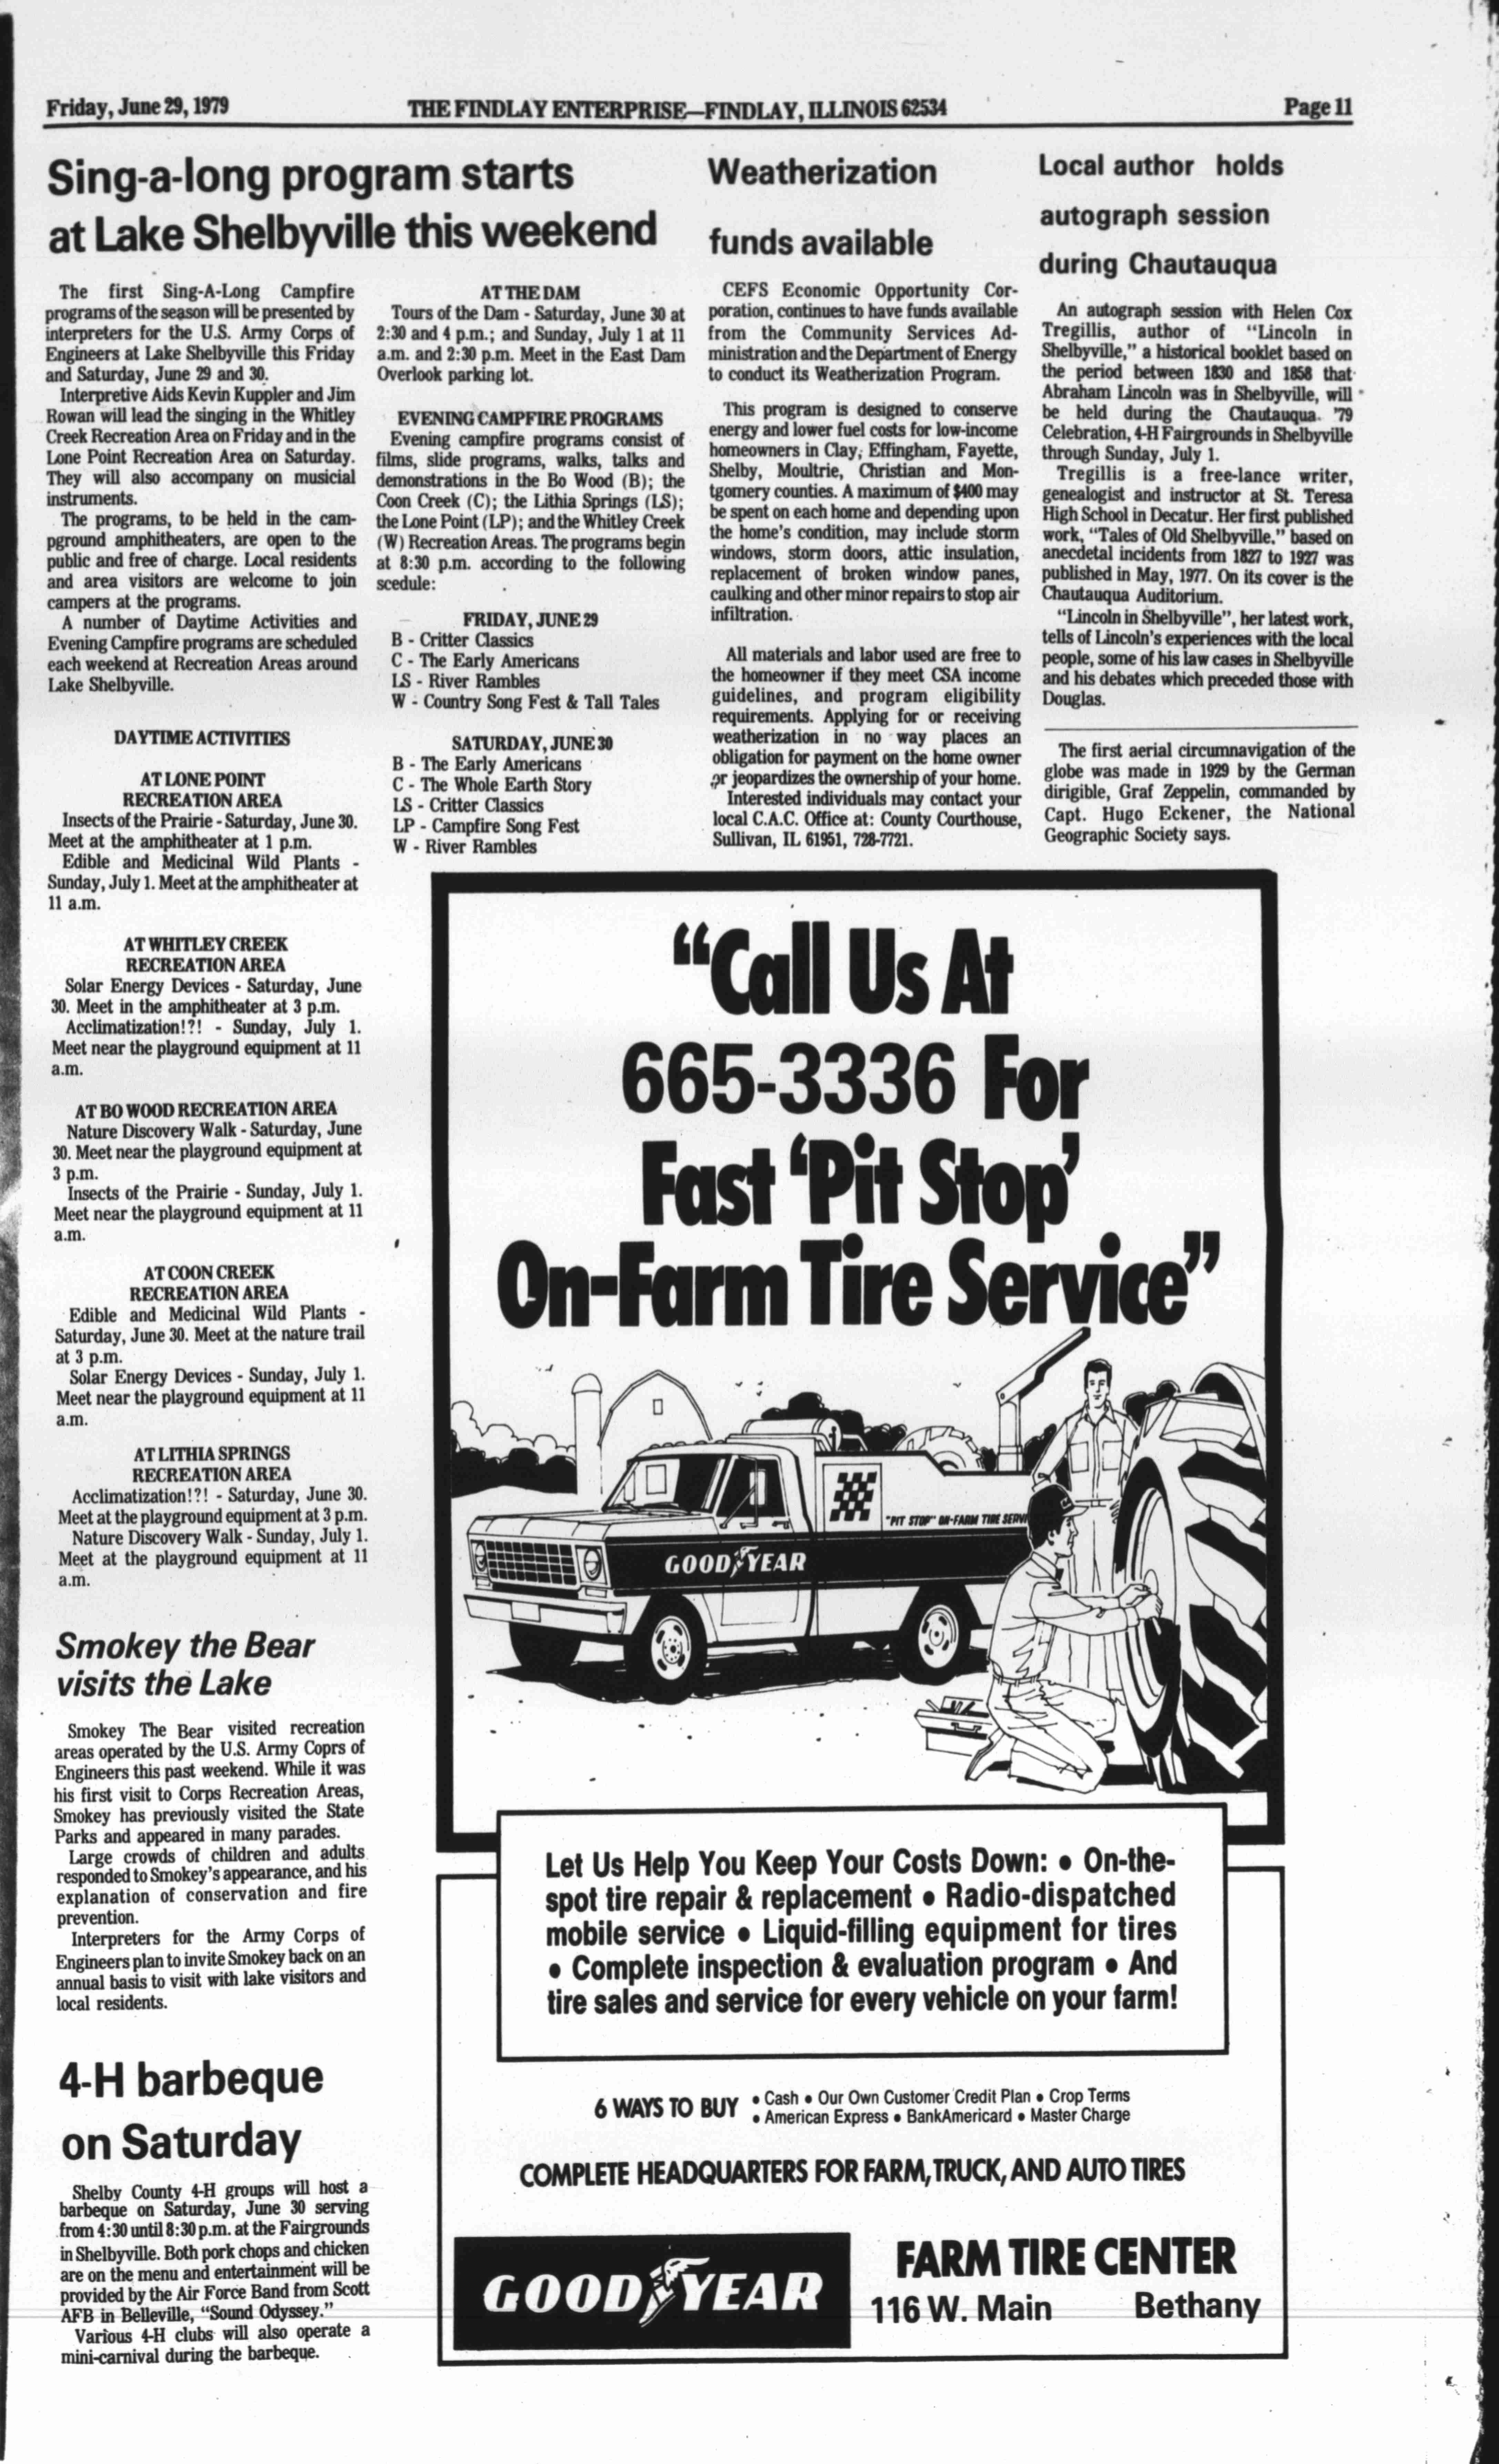 Friday, June 29, 1979
THE FINDLAY ENTERPRISE—FINDLAY, ILLINOIS 62534
Page 11
Sing-a-long program starts
at Lake Shelbyville this weekend
The first Sing-A-Long Campfire
programs of the season will be presented by
interpreters for the U.S. Army Corps of
Engineers at Lake Shelbyville this Friday
and Saturday, June 29 and 30.
Interpretive Aids Kevin Kuppler and Jim
Rowan will lead the singing in the Whitley
Creek Recreation Area on Friday and in the
Lone Point Recreation Area on Saturday.
They will also accompany on musicial
instruments.
The programs, to be held in the cam-
pground amphitheaters, are open to the
public and free of charge. Local residents
and area visitors are welcome to join
campers at the programs.
A number of Daytime Activities and
Evening Campfire programs are scheduled
each weekend at Recreation Areas around
Lake Shelbyville.
DAYTIME ACTIVITIES
AT LONE POINT
RECREATION AREA
Insects of the Prairie - Saturday, June 30.
Meet at the amphitheater at 1 p.m.
Edible and Medicinal Wild Plants -
Sunday, July 1. Meet at the amphitheater at
11 a.m.
AT WHITLEY CREEK
RECREATION AREA
Solar Energy Devices - Saturday, June
30. Meet in the amphitheater at 3 p.m.
Acclimatization!?! - Sunday, July 1.
Meet near the playground equipment at 11
a.m.
AT BO WOOD RECREATION AREA
Nature Discovery Walk - Saturday, June
30. Meet near the playground equipment at
3 p.m.
Insects of the Prairie - Sunday, July 1.
Meet near the playground equipment at 11
a.m.
AT COON CREEK
RECREATION AREA
Edible and Medicinal Wild Plants -
Saturday, June 30. Meet at the nature trail
at 3 p.m.
Solar Energy Devices - Sunday, July 1.
Meet near the playground equipment at 11
a.m.
AT LITHIA SPRINGS
RECREATION AREA
Acclimatization!?! - Saturday, June 30.
Meet at the playground equipment at 3 p.m.
Nature Discovery Walk - Sunday, July 1.
Meet at the playground equipment at 11
a.m.
AT THE DAM
Tours of the Dam - Saturday, June 30 at
2:30 and 4 p.m.; and Sunday, July 1 at 11
a.m. and 2:30 p.m. Meet in the East Dam
Overlook parking lot.
EVENING CAMPFIRE PROGRAMS
Evening campfire programs consist of
films, slide programs, walks, talks and
demonstrations in the Bo Wood (B); the
Coon Creek (C); the Lithia Springs (LS);
the Lone Point (LP); and the Whitley Creek
(W) Recreation Areas. The programs begin
at 8:30 p.m. according to the following
scedule:
FRIDAY, JUNE 29
B - Critter Classics
C - The Early Americans
LS - River Rambles
W - Country Song Fest & Tall Tales
SATURDAY, JUNE 30
B - The Early Americans
C - The Whole Earth Story
LS - Critter Classics
LP - Campfire Song Fest
W - River Rambles
Weatherization
funds available
CEFS Economic Opportunity Cor-
poration, continues to have funds available
from the Community Services Ad-
ministration and the Department of Energy
to conduct its Weatherization Program.
This program is designed to conserve
energy and lower fuel costs for low-income
homeowners in Clay, Effingham, Fayette,
Shelby, Moultrie, Christian and Mon-
tgomery counties. A maximum of $400 may
be spent on each home and depending upon
the home's condition, may include storm
windows, storm doors, attic insulation,
replacement of broken window panes,
caulking and other minor repairs to stop air
infiltration.
All materials and labor used are free to
the homeowner if they meet CSA income
guidelines, and program eligibility
requirements. Applying for or receiving
weatherization in no way places an
obligation for payment on the home owner
or jeopardizes the ownership of your home.
Interested individuals may contact your
local C.A.C. Office at: County Courthouse,
Sullivan, IL 61951, 728-7721.
Local author holds
autograph session
during Chautauqua
An autograph session with Helen Cox
Tregillis, author of "Lincoln in
Shelbyville," a historical booklet based on
the period between 1830 and 1858 that
Abraham Lincoln was in Shelbyville, will
be held during the Chautauqua. '79
Celebration, 4-H Fairgrounds in Shelbyville
through Sunday, July 1.
Tregillis is a free-lance writer,
genealogist and instructor at St. Teresa
High School in Decatur. Her first published
work, "Tales of Old Shelbyville," based on
anecdetal incidents from 1827 to 1927 was
published in May, 1977. On its cover is the
Chautauqua Auditorium.
"Lincoln in Shelbyville", her latest work,
tells of Lincoln's experiences with the local
people, some of his law cases in Shelbyville
and his debates which preceded those with
Douglas.
The first aerial circumnavigation of the
globe was made in 1929 by the German
dirigible, Graf Zeppelin, commanded by
Capt. Hugo Eckener, the National
Geographic Society says.
Smokey the Bear
visits the Lake
Smokey The Bear visited recreation
areas operated by the U.S. Army Coprs of
Engineers this past weekend. While it was
his first visit to Corps Recreation Areas,
Smokey has previously visited the State
Parks and appeared in many parades.
Large crowds of children and adults
responded to Smokey's appearance, and his
explanation of conservation and fire
prevention.
Interpreters for the Army Corps of
Engineers plan to invite Smokey back on an
annual basis to visit with lake visitors and
local residents.
4-H barbeque
on Saturday
Shelby County 4-H groups will host a
barbeque on Saturday, June 30 serving
from 4:30 until 8:30 p.m. at the Fairgrounds
in Shelbyville. Both pork chops and chicken
are on the menu and entertainment will be
provided by the Air Force Band from Scott
AFB in Belleville, "Sound Odyssey."
Various 4-H clubs will also operate a
mini-carnival during the barbeque.
"Call Us At
665-3336 For
Fast 'Pit Stop'
On-Farm Tire Service"
"PIT STOP" ON-FARM TIRE SERVI
GOODYEAR
Let Us Help You Keep Your Costs Down: • On-the-
spot tire repair & replacement • Radio-dispatched
mobile service • Liquid-filling equipment for tires
• Complete inspection & evaluation program • And
tire sales and service for every vehicle on your farm!
6 WAYS TO BUY
• Cash • Our Own Customer Credit Plan • Crop Terms
• American Express • BankAmericard • Master Charge
COMPLETE HEADQUARTERS FOR FARM, TRUCK, AND AUTO TIRES
GOODYEAR
FARM TIRE CENTER
116 W. Main Bethany